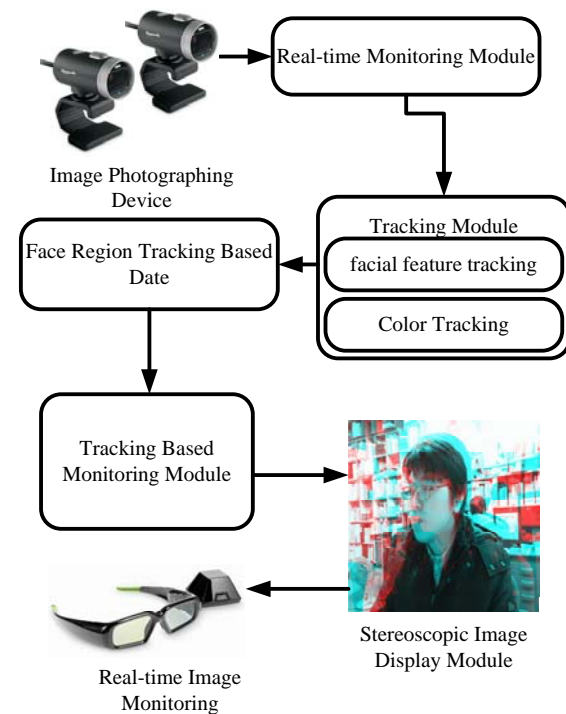 Real-time Monitoring Module
Image Photographing
Device
Tracking Module
facial feature tracking
Color Tracking
Face Region Tracking Based
Date
Tracking Based
Monitoring Module
Stereoscopic Image
Display Module
Real-time Image
Monitoring